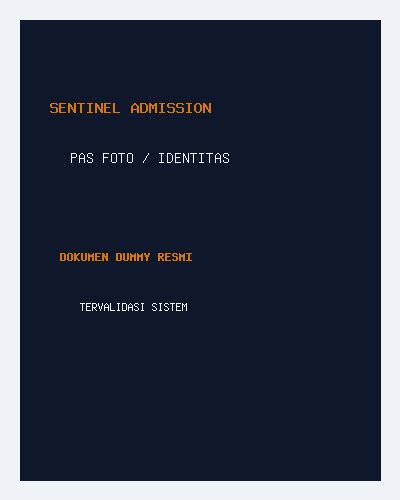 SENTINEL ADMISSION
PAS FOTO / IDENTITAS
DOKUMEN DUMMY RESMI
TERVALIDASI SISTEM